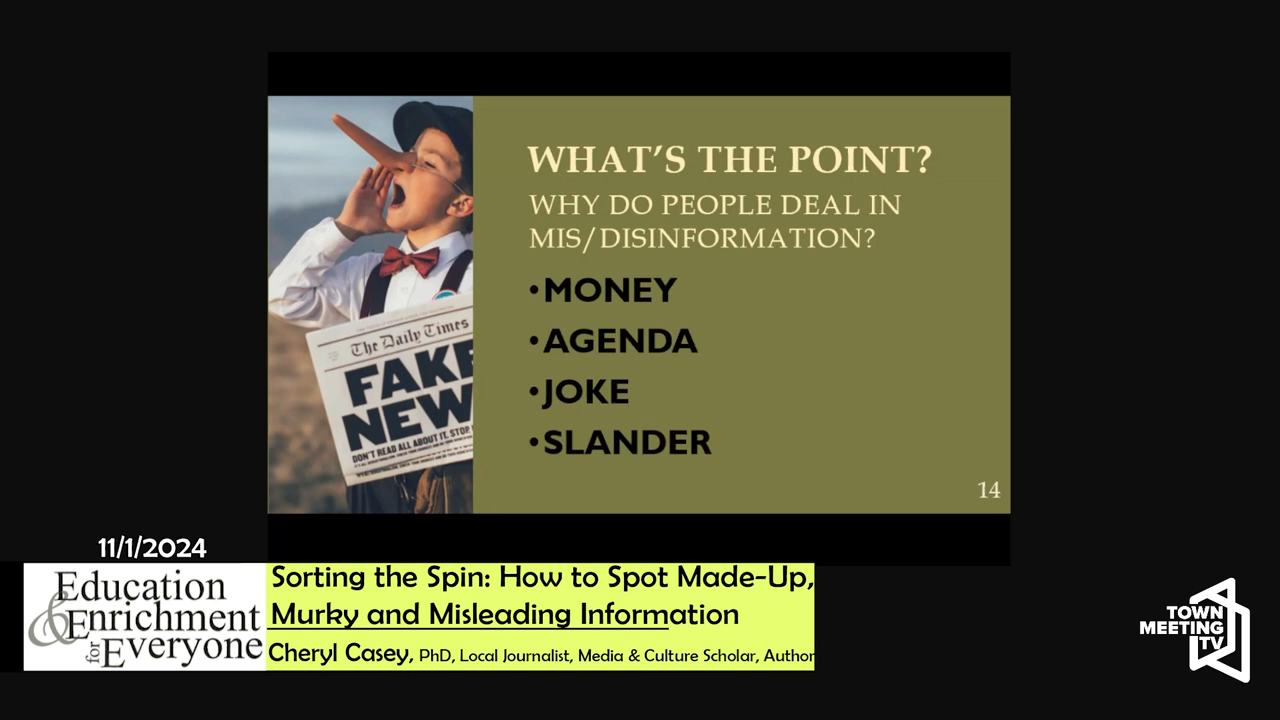 WHAT'S THE POINT?
WHY DO PEOPLE DEAL IN
MIS/DISINFORMATION?
•MONEY
•AGENDA
•JOKE
•SLANDER
14
The Daily Times
FAKE
NEW
DON'T READ ALL ABOUT IT. STOP
11/1/2024
Education
& Enrichment
for Everyone
Sorting the Spin: How to Spot Made-Up,
Murky and Misleading Information
Cheryl Casey, PhD, Local Journalist, Media & Culture Scholar, Author
TOWN
MEETING
TV